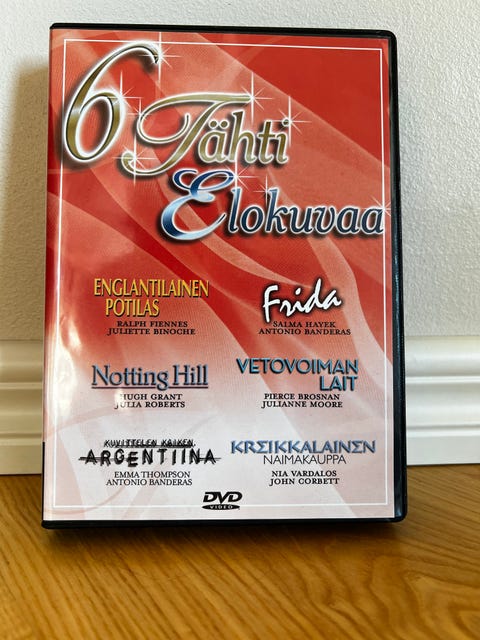 6 Tähti
Elokuvaa
ENGLANTILAINEN
POTILAS
RALPH FIENNES
JULIETTE BINOCHE
Frida
SALMA HAYEK
ANTONIO BANDERAS
Notting Hill
HUGH GRANT
JULIA ROBERTS
VETOVOIMAN
LAIT
PIERCE BROSNAN
JULIANNE MOORE
KUVITTELEN KAIKEN,
ARGENTIINA
EMMA THOMPSON
ANTONIO BANDERAS
KREIKKALAINEN
NAIMAKAUPPA
NIA VARDALOS
JOHN CORBETT
DVD
VIDEO